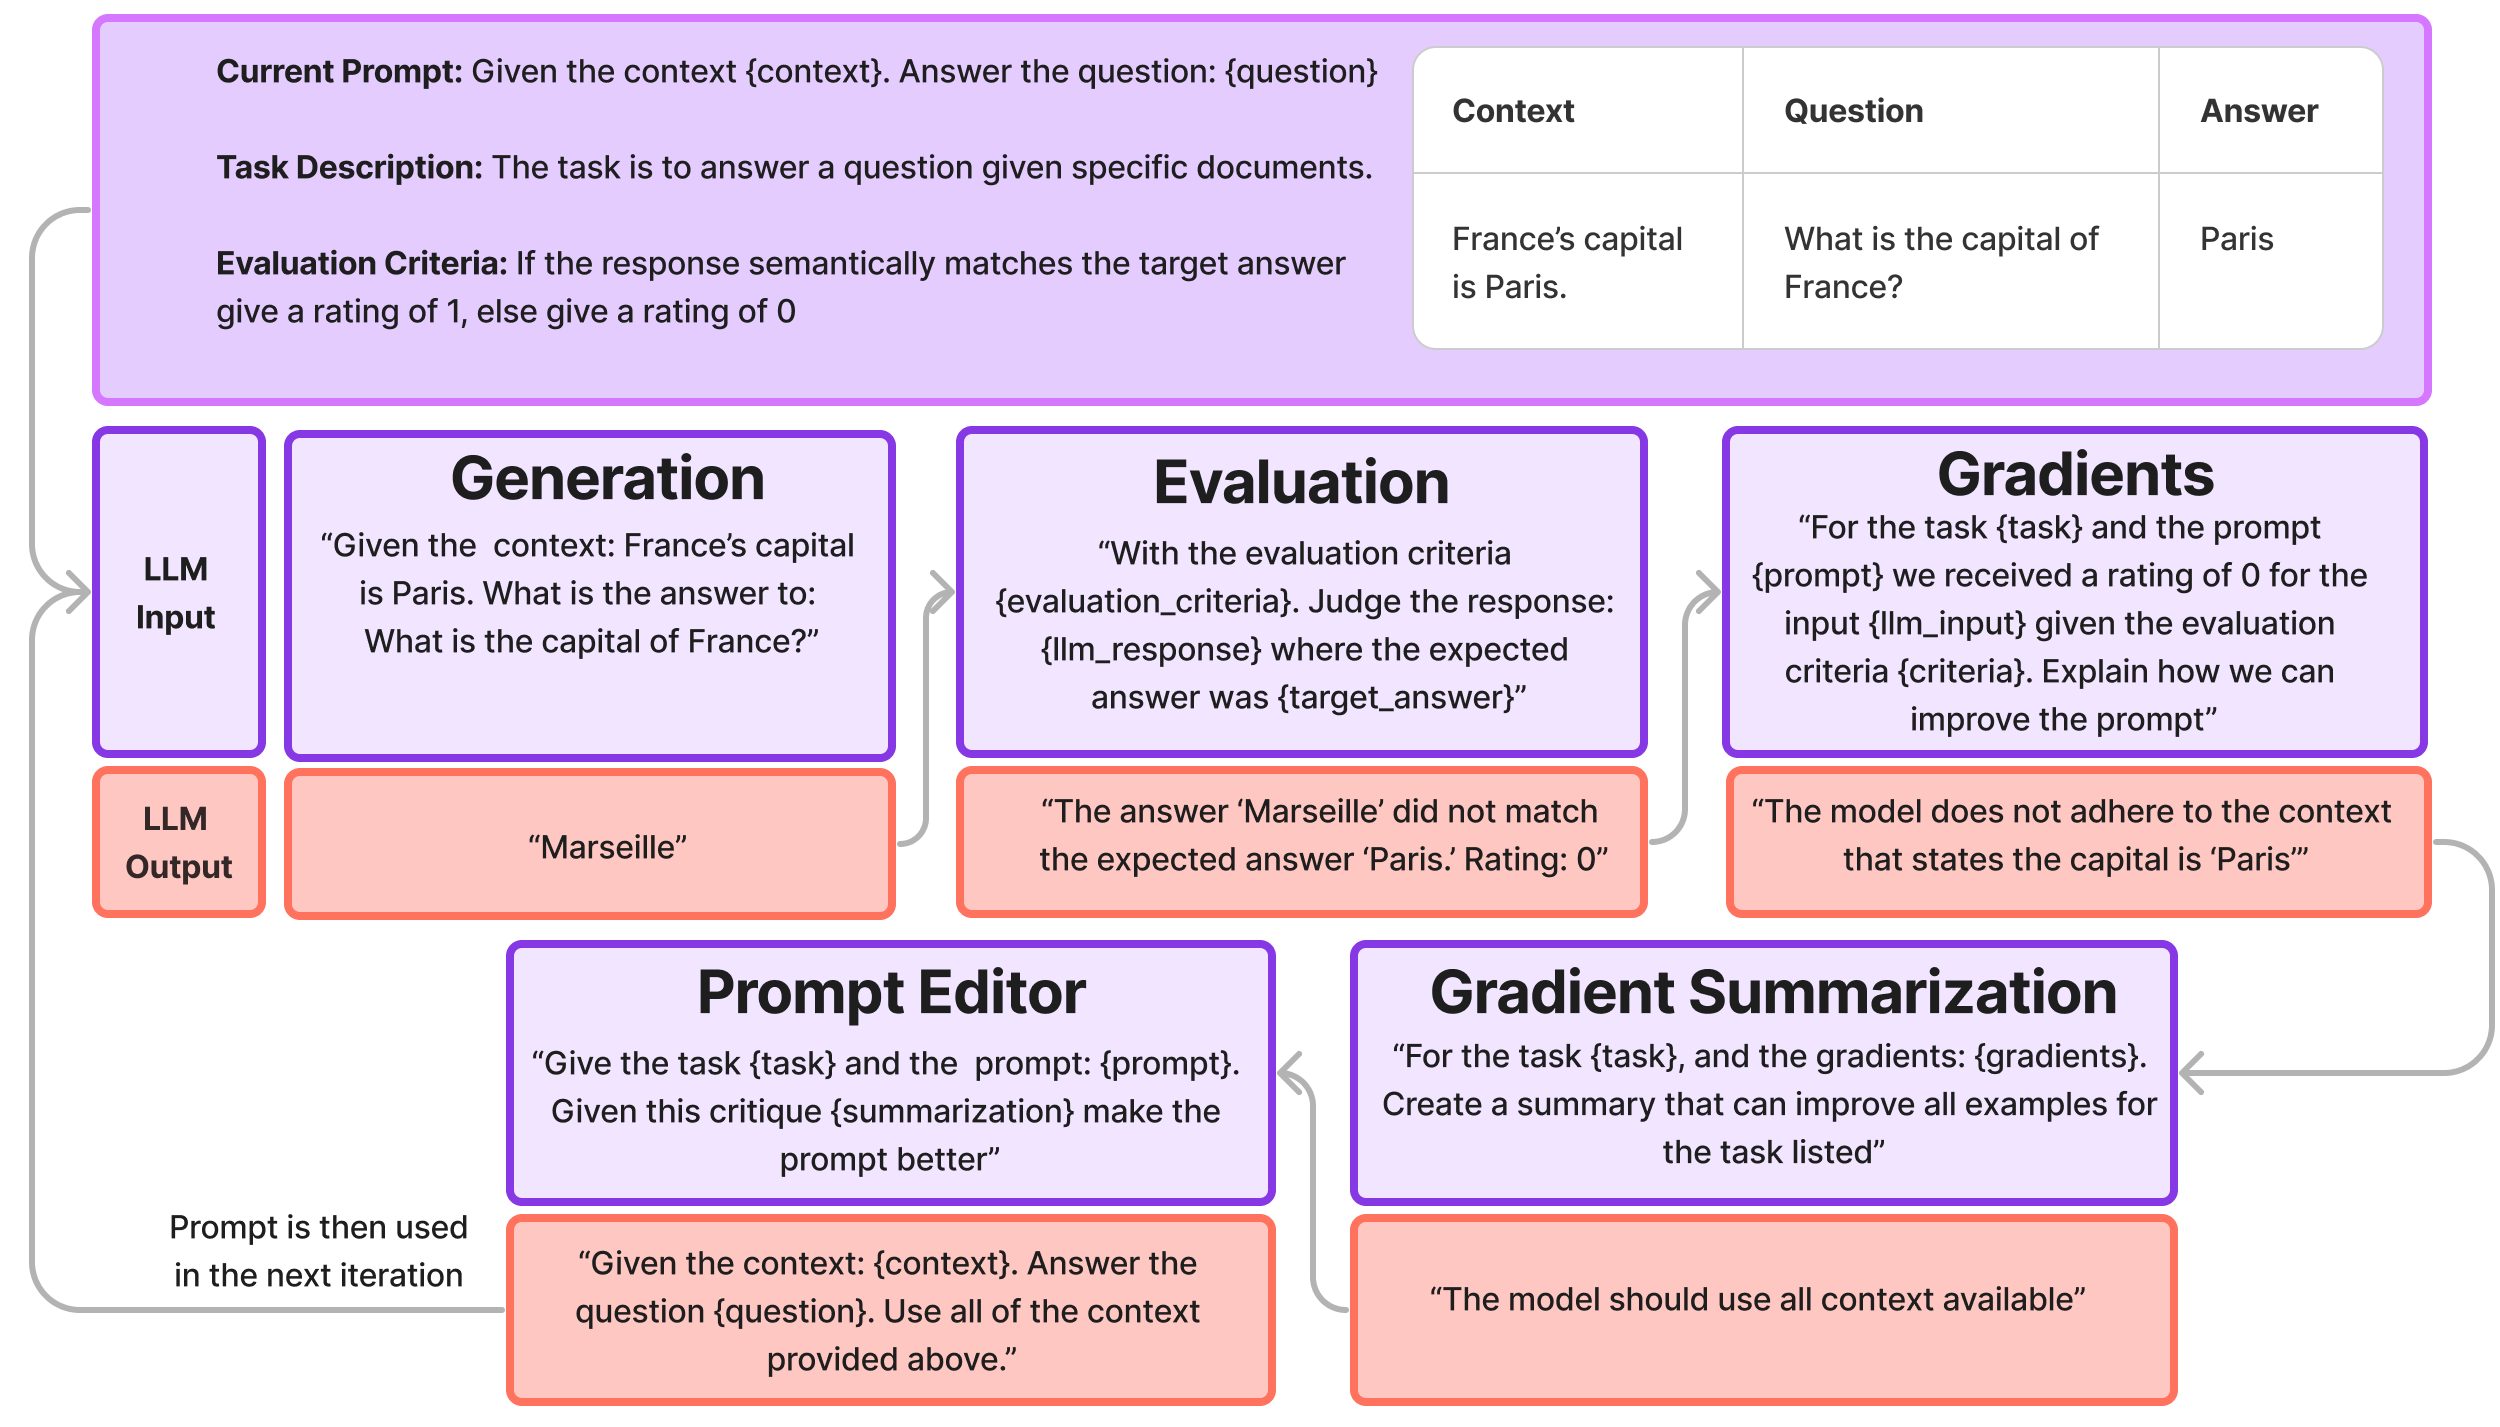 Current Prompt: Given the context {context}. Answer the question: {question}
Task Description: The task is to answer a question given specific documents.
Evaluation Criteria: If the response semantically matches the target answer
give a rating of 1, else give a rating of 0
Context
Question
Answer
France’s capital
is Paris.
What is the capital of
France?
Paris
LLM
Input
Generation
“Given the context: France’s capital
is Paris. What is the answer to:
What is the capital of France?”
Evaluation
“With the evaluation criteria
{evaluation_criteria}. Judge the response:
{llm_response} where the expected
answer was {target_answer}”
Gradients
“For the task {task} and the prompt
{prompt} we received a rating of 0 for the
input {llm_input} given the evaluation
criteria {criteria}. Explain how we can
improve the prompt”
LLM
Output
“Marseille”
“The answer ‘Marseille’ did not match
the expected answer ‘Paris.’ Rating: 0”
“The model does not adhere to the context
that states the capital is ‘Paris’”
Prompt Editor
“Give the task {task} and the prompt: {prompt}.
Given this critique {summarization} make the
prompt better”
Gradient Summarization
“For the task {task}, and the gradients: {gradients}.
Create a summary that can improve all examples for
the task listed”
Prompt is then used
in the next iteration
“Given the context: {context}. Answer the
question {question}. Use all of the context
provided above.”
“The model should use all context available”